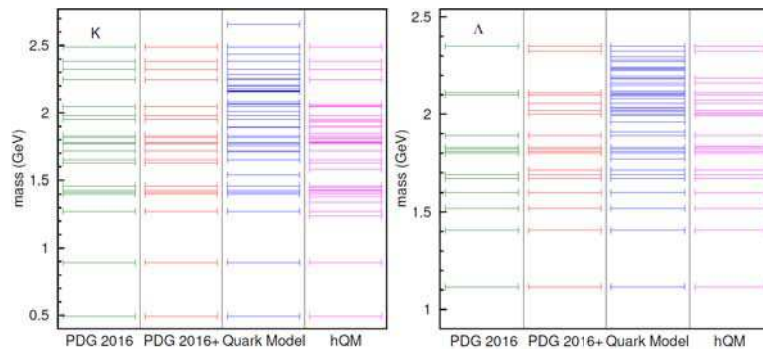 K
Λ
mass (GeV)
2.5
2
1.5
1
0.5
PDG 2016 PDG 2016+ Quark Model hQM
mass (GeV)
2.5
2
1.5
1
PDG 2016 PDG 2016+ Quark Model hQM